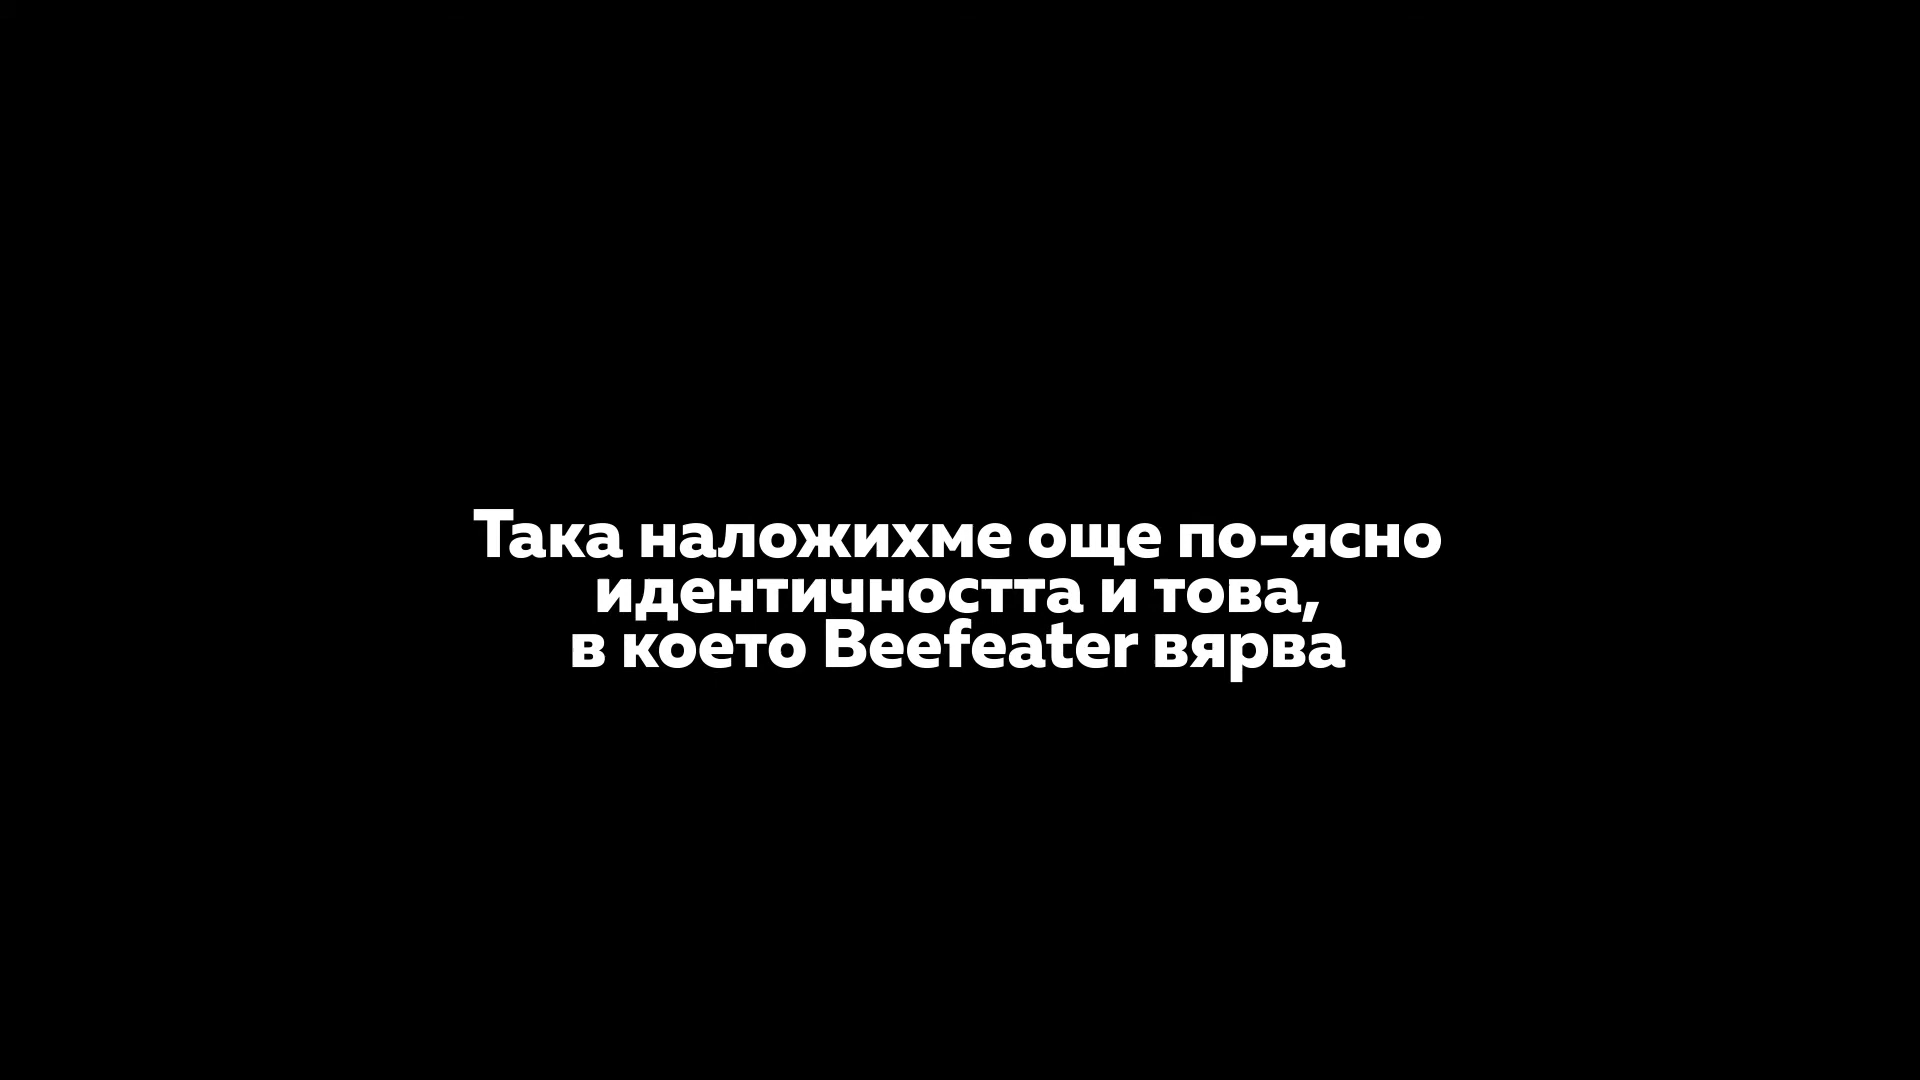 Така наложихме още по-ясно
идентичността и това,
в което Beefeater вярва